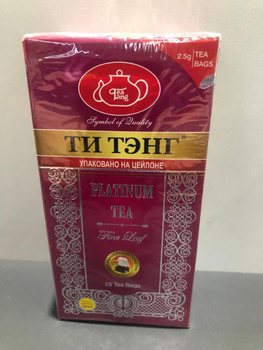 2.5g TEA
BAGS
Tea
Tang
Symbol of Quality
ТИ ТЭНГ®
УПАКОВАНО НА ЦЕЙЛОНЕ
PLATINUM
TEA
Fine Leaf
25 Tea Bags